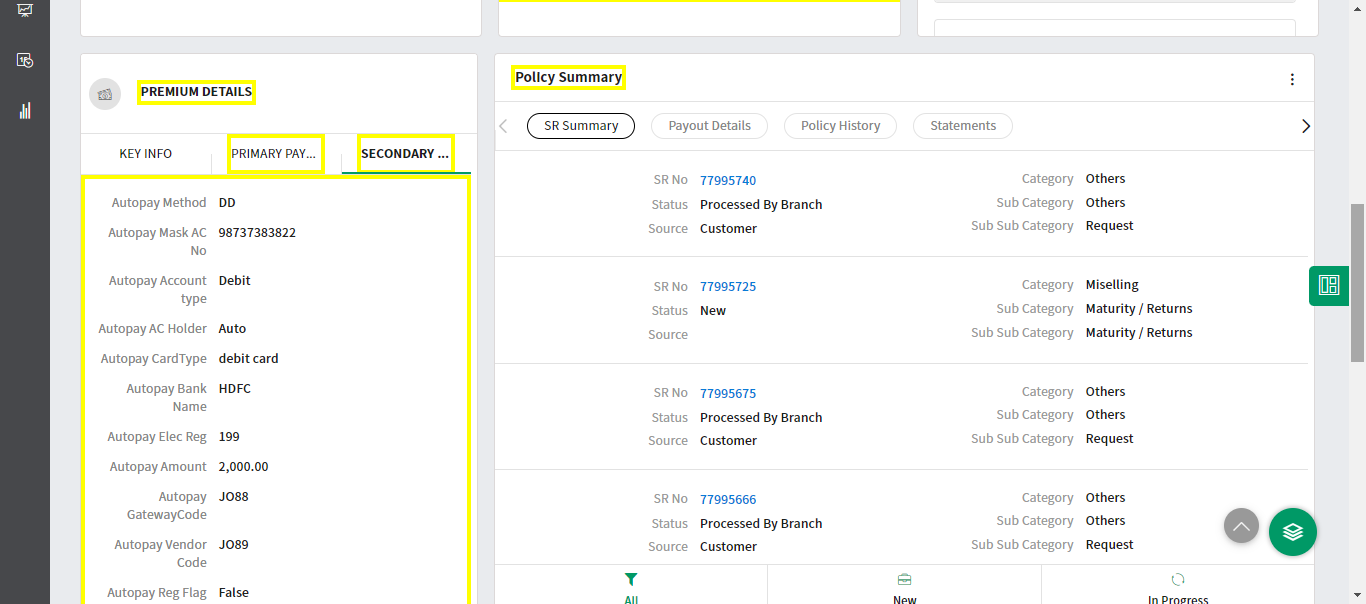 PREMIUM DETAILS
KEY INFO
PRIMARY PAY...
SECONDARY ...
Autopay Method DD
Autopay Mask AC
No
98737383822
Autopay Account
type
Debit
Autopay AC Holder Auto
Autopay CardType debit card
Autopay Bank
Name
HDFC
Autopay Elec Reg 199
Autopay Amount 2,000.00
Autopay
GatewayCode
JO88
Autopay Vendor
Code
JO89
Autopay Reg Flag False
Policy Summary
SR Summary
Payout Details
Policy History
Statements
SR No 77995740
Status Processed By Branch
Source Customer
Category Others
Sub Category Others
Sub Sub Category Request
SR No 77995725
Status New
Source
Category Miselling
Sub Category Maturity / Returns
Sub Sub Category Maturity / Returns
SR No 77995675
Status Processed By Branch
Source Customer
Category Others
Sub Category Others
Sub Sub Category Request
SR No 77995666
Status Processed By Branch
Source Customer
Category Others
Sub Category Others
Sub Sub Category Request
All
New
In Progress